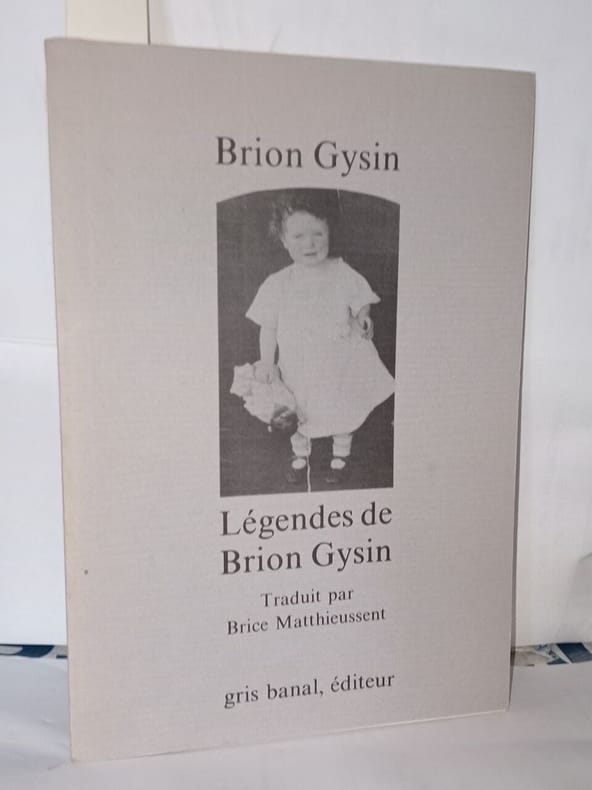 Brion Gysin
Légendes de
Brion Gysin
Traduit par
Brice Matthieussent
gris banal, éditeur